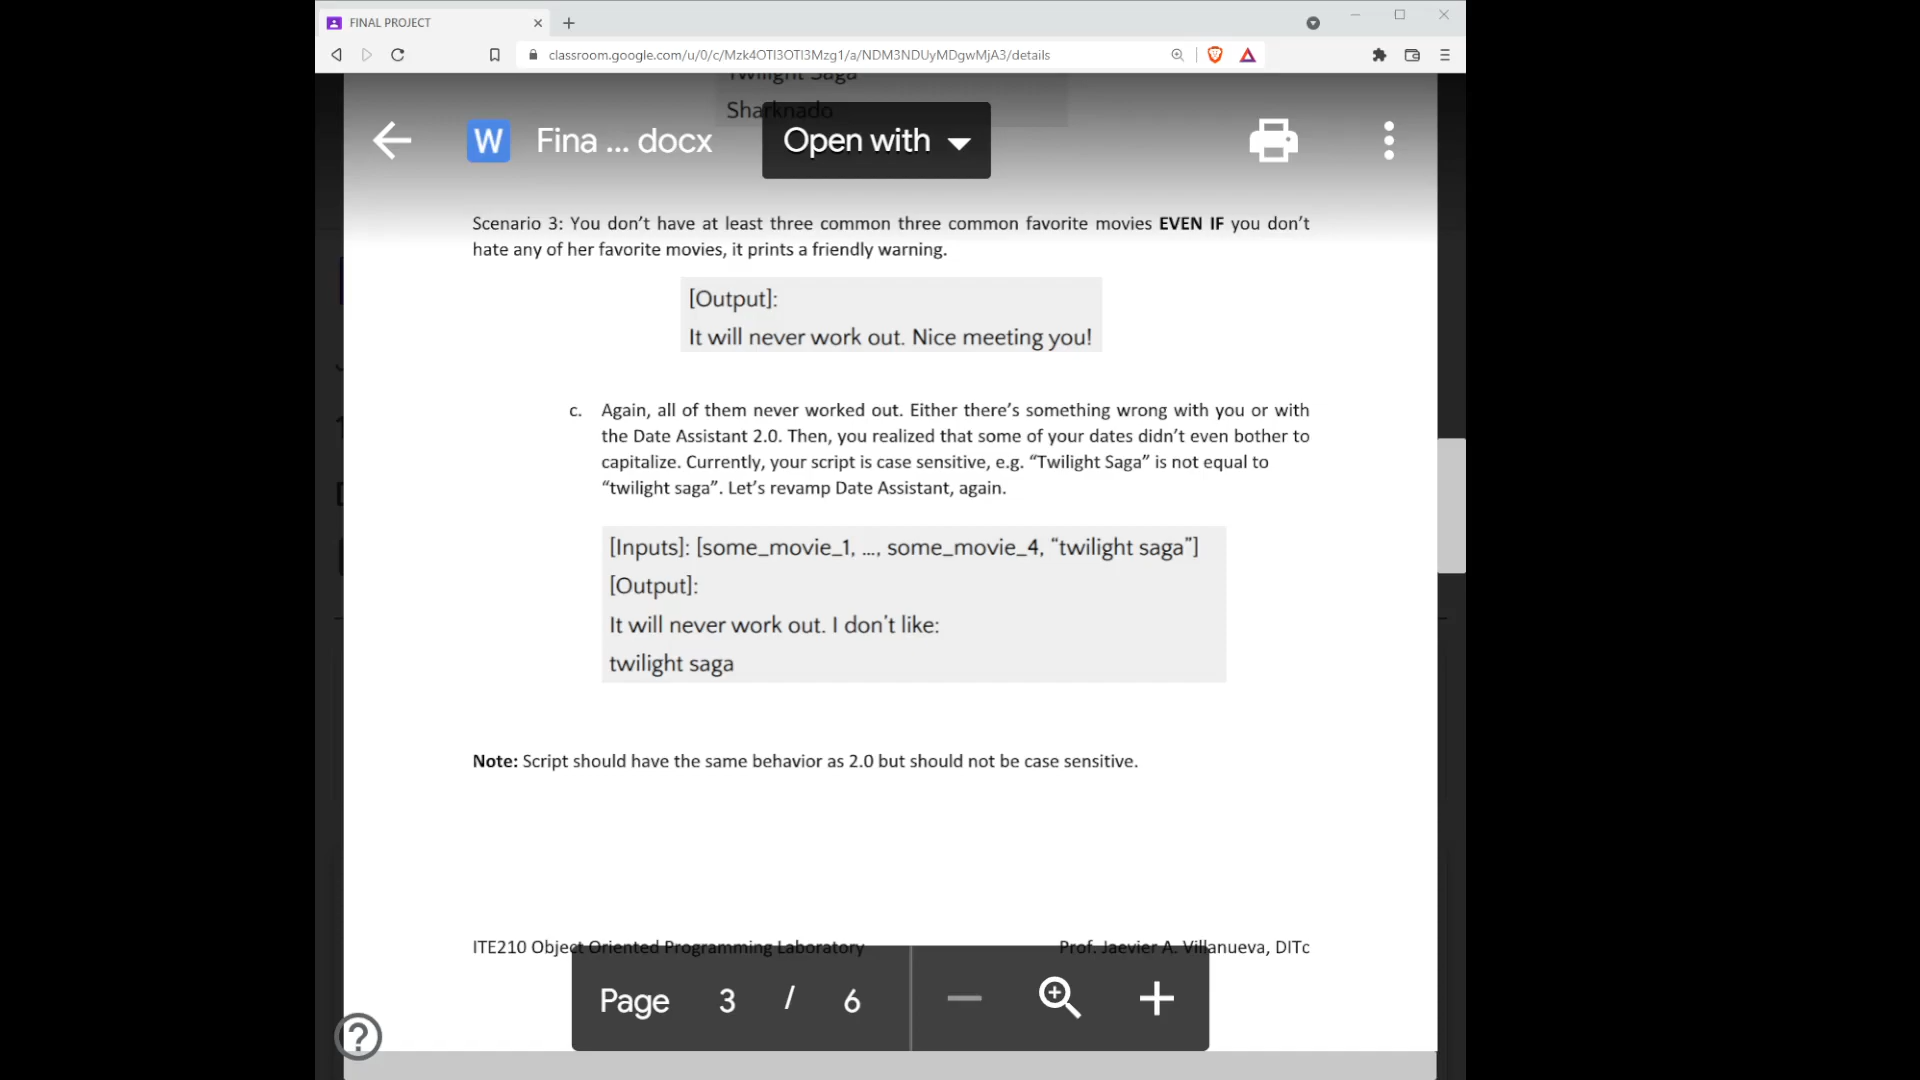 FINAL PROJECT
classroom.google.com/u/0/c/Mzk4OTI3OTI3Mzg1/a/NDM3NDUyMDgwMjA3/details
Twilight Saga
Sharknado
W Fina ... docx Open with
Scenario 3: You don’t have at least three common three common favorite movies EVEN IF you don’t
hate any of her favorite movies, it prints a friendly warning.
[Output]:
It will never work out. Nice meeting you!
c. Again, all of them never worked out. Either there’s something wrong with you or with
the Date Assistant 2.0. Then, you realized that some of your dates didn’t even bother to
capitalize. Currently, your script is case sensitive, e.g. “Twilight Saga” is not equal to
“twilight saga”. Let’s revamp Date Assistant, again.
[Inputs]: [some_movie_1, ..., some_movie_4, “twilight saga”]
[Output]:
It will never work out. I don’t like:
twilight saga
Note: Script should have the same behavior as 2.0 but should not be case sensitive.
ITE210 Object Oriented Programming Laboratory Prof. Jaevier A. Villanueva, DITc
Page 3 / 6